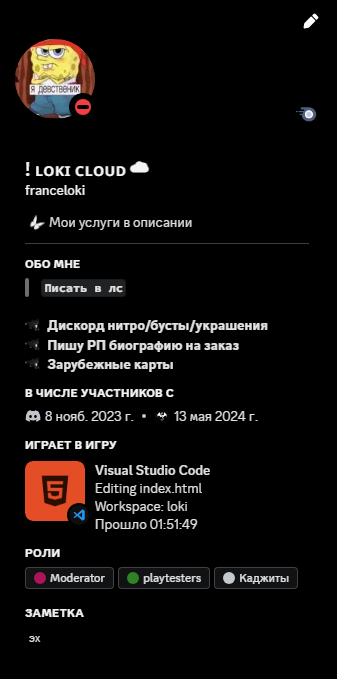 я девственик
! LOKI CLOUD
franceloki
Мои услуги в описании
ОБО МНЕ
Писать в лс
Дискорд нитро/бусты/украшения
Пишу РП биографию на заказ
Зарубежные карты
В ЧИСЛЕ УЧАСТНИКОВ С
8 нояб. 2023 г. • 13 мая 2024 г.
ИГРАЕТ В ИГРУ
Visual Studio Code
Editing index.html
Workspace: loki
Прошло 01:51:49
РОЛИ
Moderator playtesters Каджиты
ЗАМЕТКА
эх